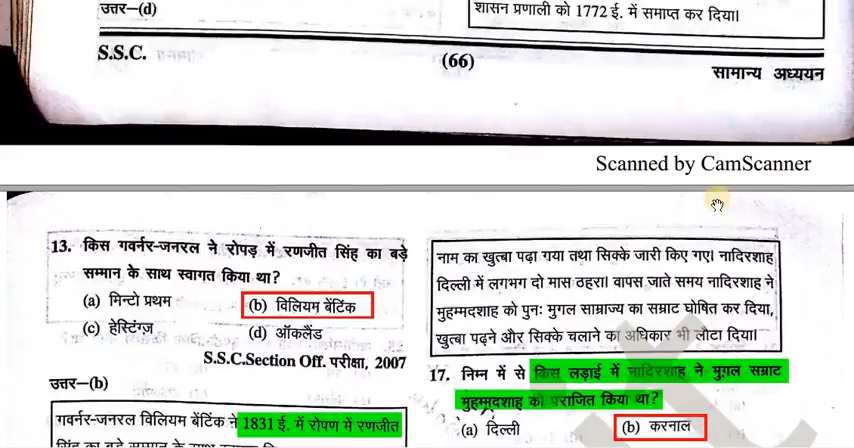 उत्तर–(d)
शासन प्रणाली को 1772 ई. में समाप्त कर दिया।
S.S.C.
(66)
सामान्य अध्ययन
Scanned by CamScanner
13. किस गवर्नर-जनरल ने रोपड़ में रणजीत सिंह का बड़े
सम्मान के साथ स्वागत किया था?
(a) मिन्टो प्रथम
(b) विलियम बेंटिंक
(c) हेस्टिंग्ज़
(d) ऑकलैंड
S.S.C.Section Off. परीक्षा, 2007
उत्तर–(b)
गवर्नर-जनरल विलियम बेंटिंक ने 1831 ई. में रोपण में रणजीत
सिंह का बड़े सम्मान के साथ
नाम का खुत्बा पढ़ा गया तथा सिक्के जारी किए गए। नादिरशाह
दिल्ली में लगभग दो मास ठहरा। वापस जाते समय नादिरशाह ने
मुहम्मदशाह को पुनः मुगल साम्राज्य का सम्राट घोषित कर दिया,
खुत्बा पढ़ने और सिक्के चलाने का अधिकार भी लौटा दिया।
17. निम्न में से किस लड़ाई में नादिरशाह ने मुग़ल सम्राट
मुहम्मदशाह को पराजित किया था?
(a) दिल्ली
(b) करनाल